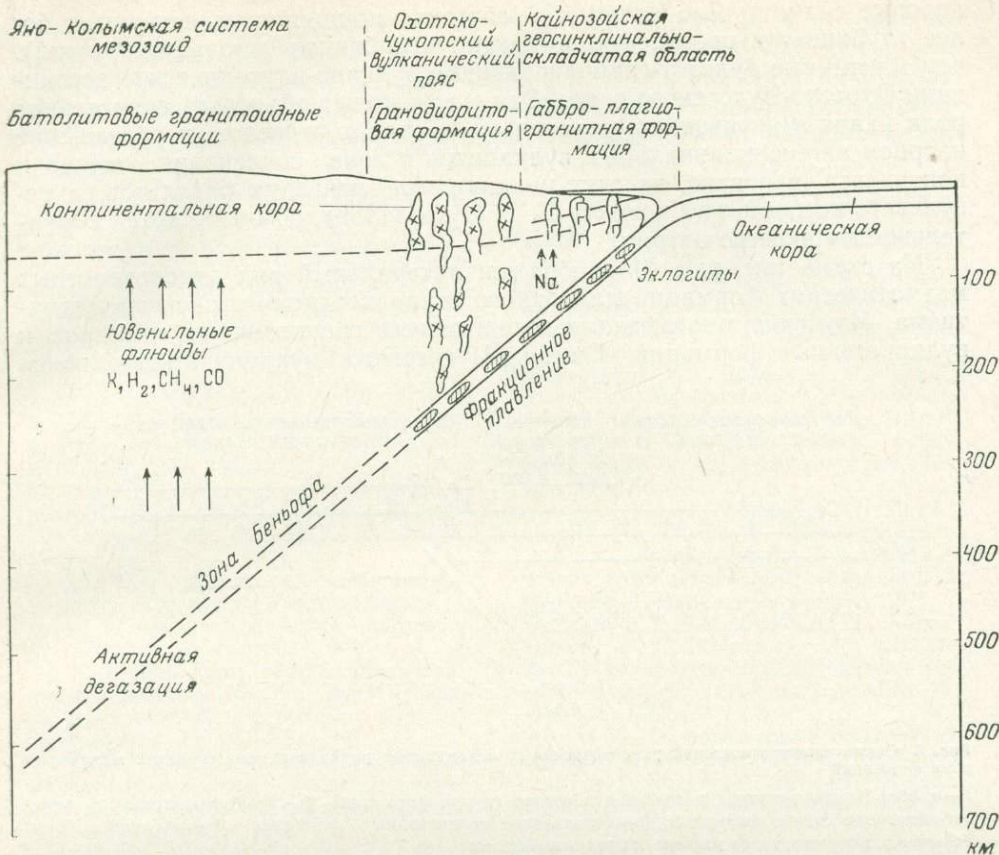 Яно-Колымская система
мезозоид
Охотско-
Чукотский
вулканический
пояс
Кайнозойская
геосинклинально-
складчатая область
Батолитовые гранитоидные
формации
Гранодиорито-
вая формация
Габбро-плагио-
гранитная фор-
мация
Континентальная кора
Океаническая
кора
Эклогиты
Na
Ювенильные
флюиды
K, H₂, CH₄, CO
Фракционное
плавление
Зона Беньофа
Активная
дегазация
100
200
300
400
500
600
700
км